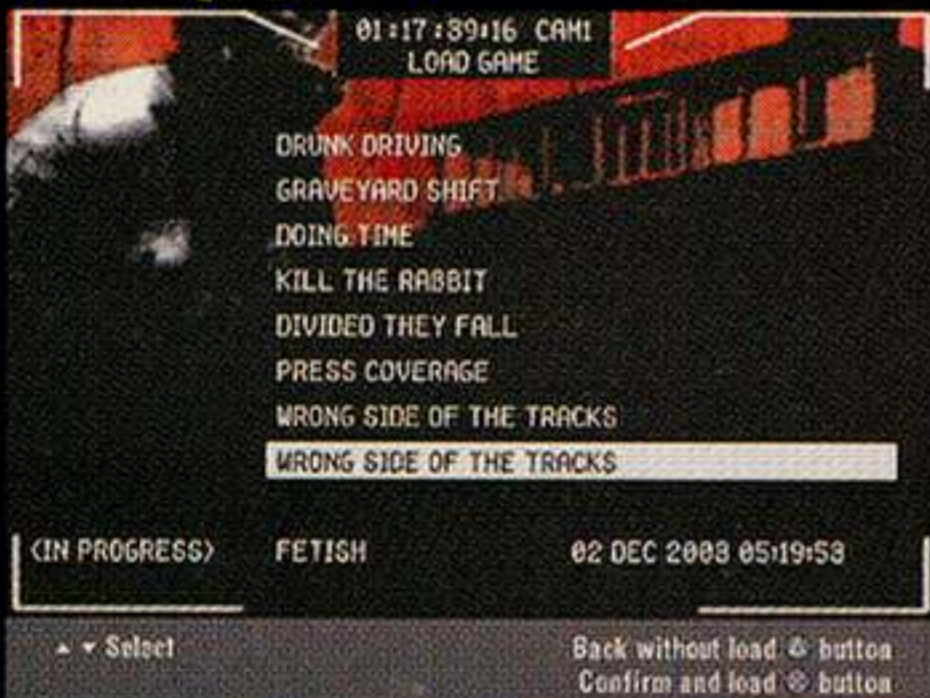 01:17:39:16 CAM1
LOAD GAME
DRUNK DRIVING
GRAVEYARD SHIFT
DOING TIME
KILL THE RABBIT
DIVIDED THEY FALL
PRESS COVERAGE
WRONG SIDE OF THE TRACKS
WRONG SIDE OF THE TRACKS
<IN PROGRESS> FETISH 02 DEC 2003 05:19:53
▲ ▼ Select
Back without load △ button
Confirm and load ⊗ button